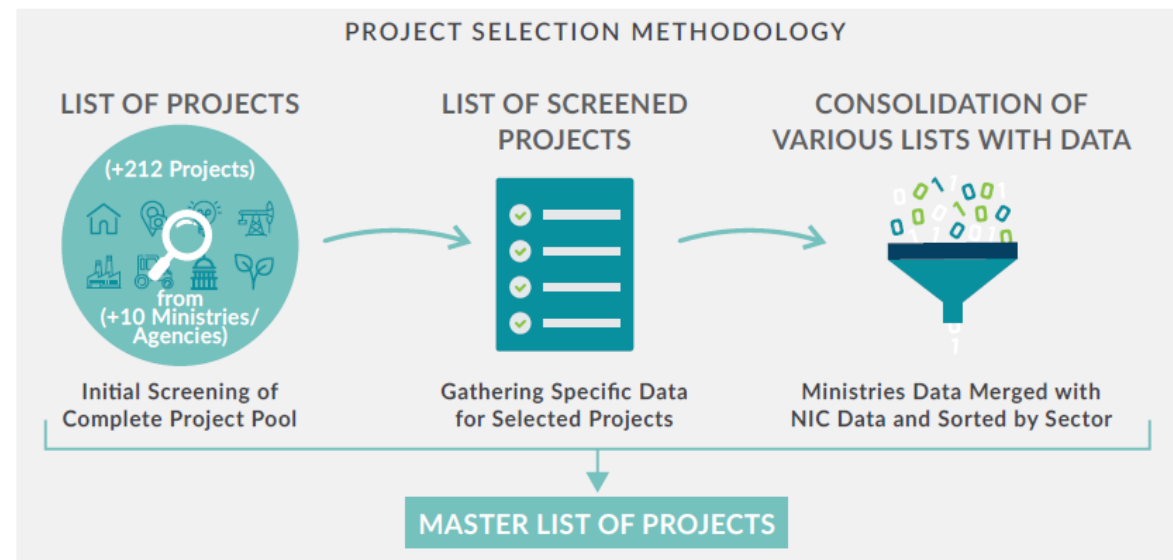 PROJECT SELECTION METHODOLOGY
LIST OF PROJECTS
(+212 Projects)
from
(+10 Ministries/
Agencies)
Initial Screening of
Complete Project Pool
LIST OF SCREENED
PROJECTS
Gathering Specific Data
for Selected Projects
CONSOLIDATION OF
VARIOUS LISTS WITH DATA
Ministries Data Merged with
NIC Data and Sorted by Sector
MASTER LIST OF PROJECTS